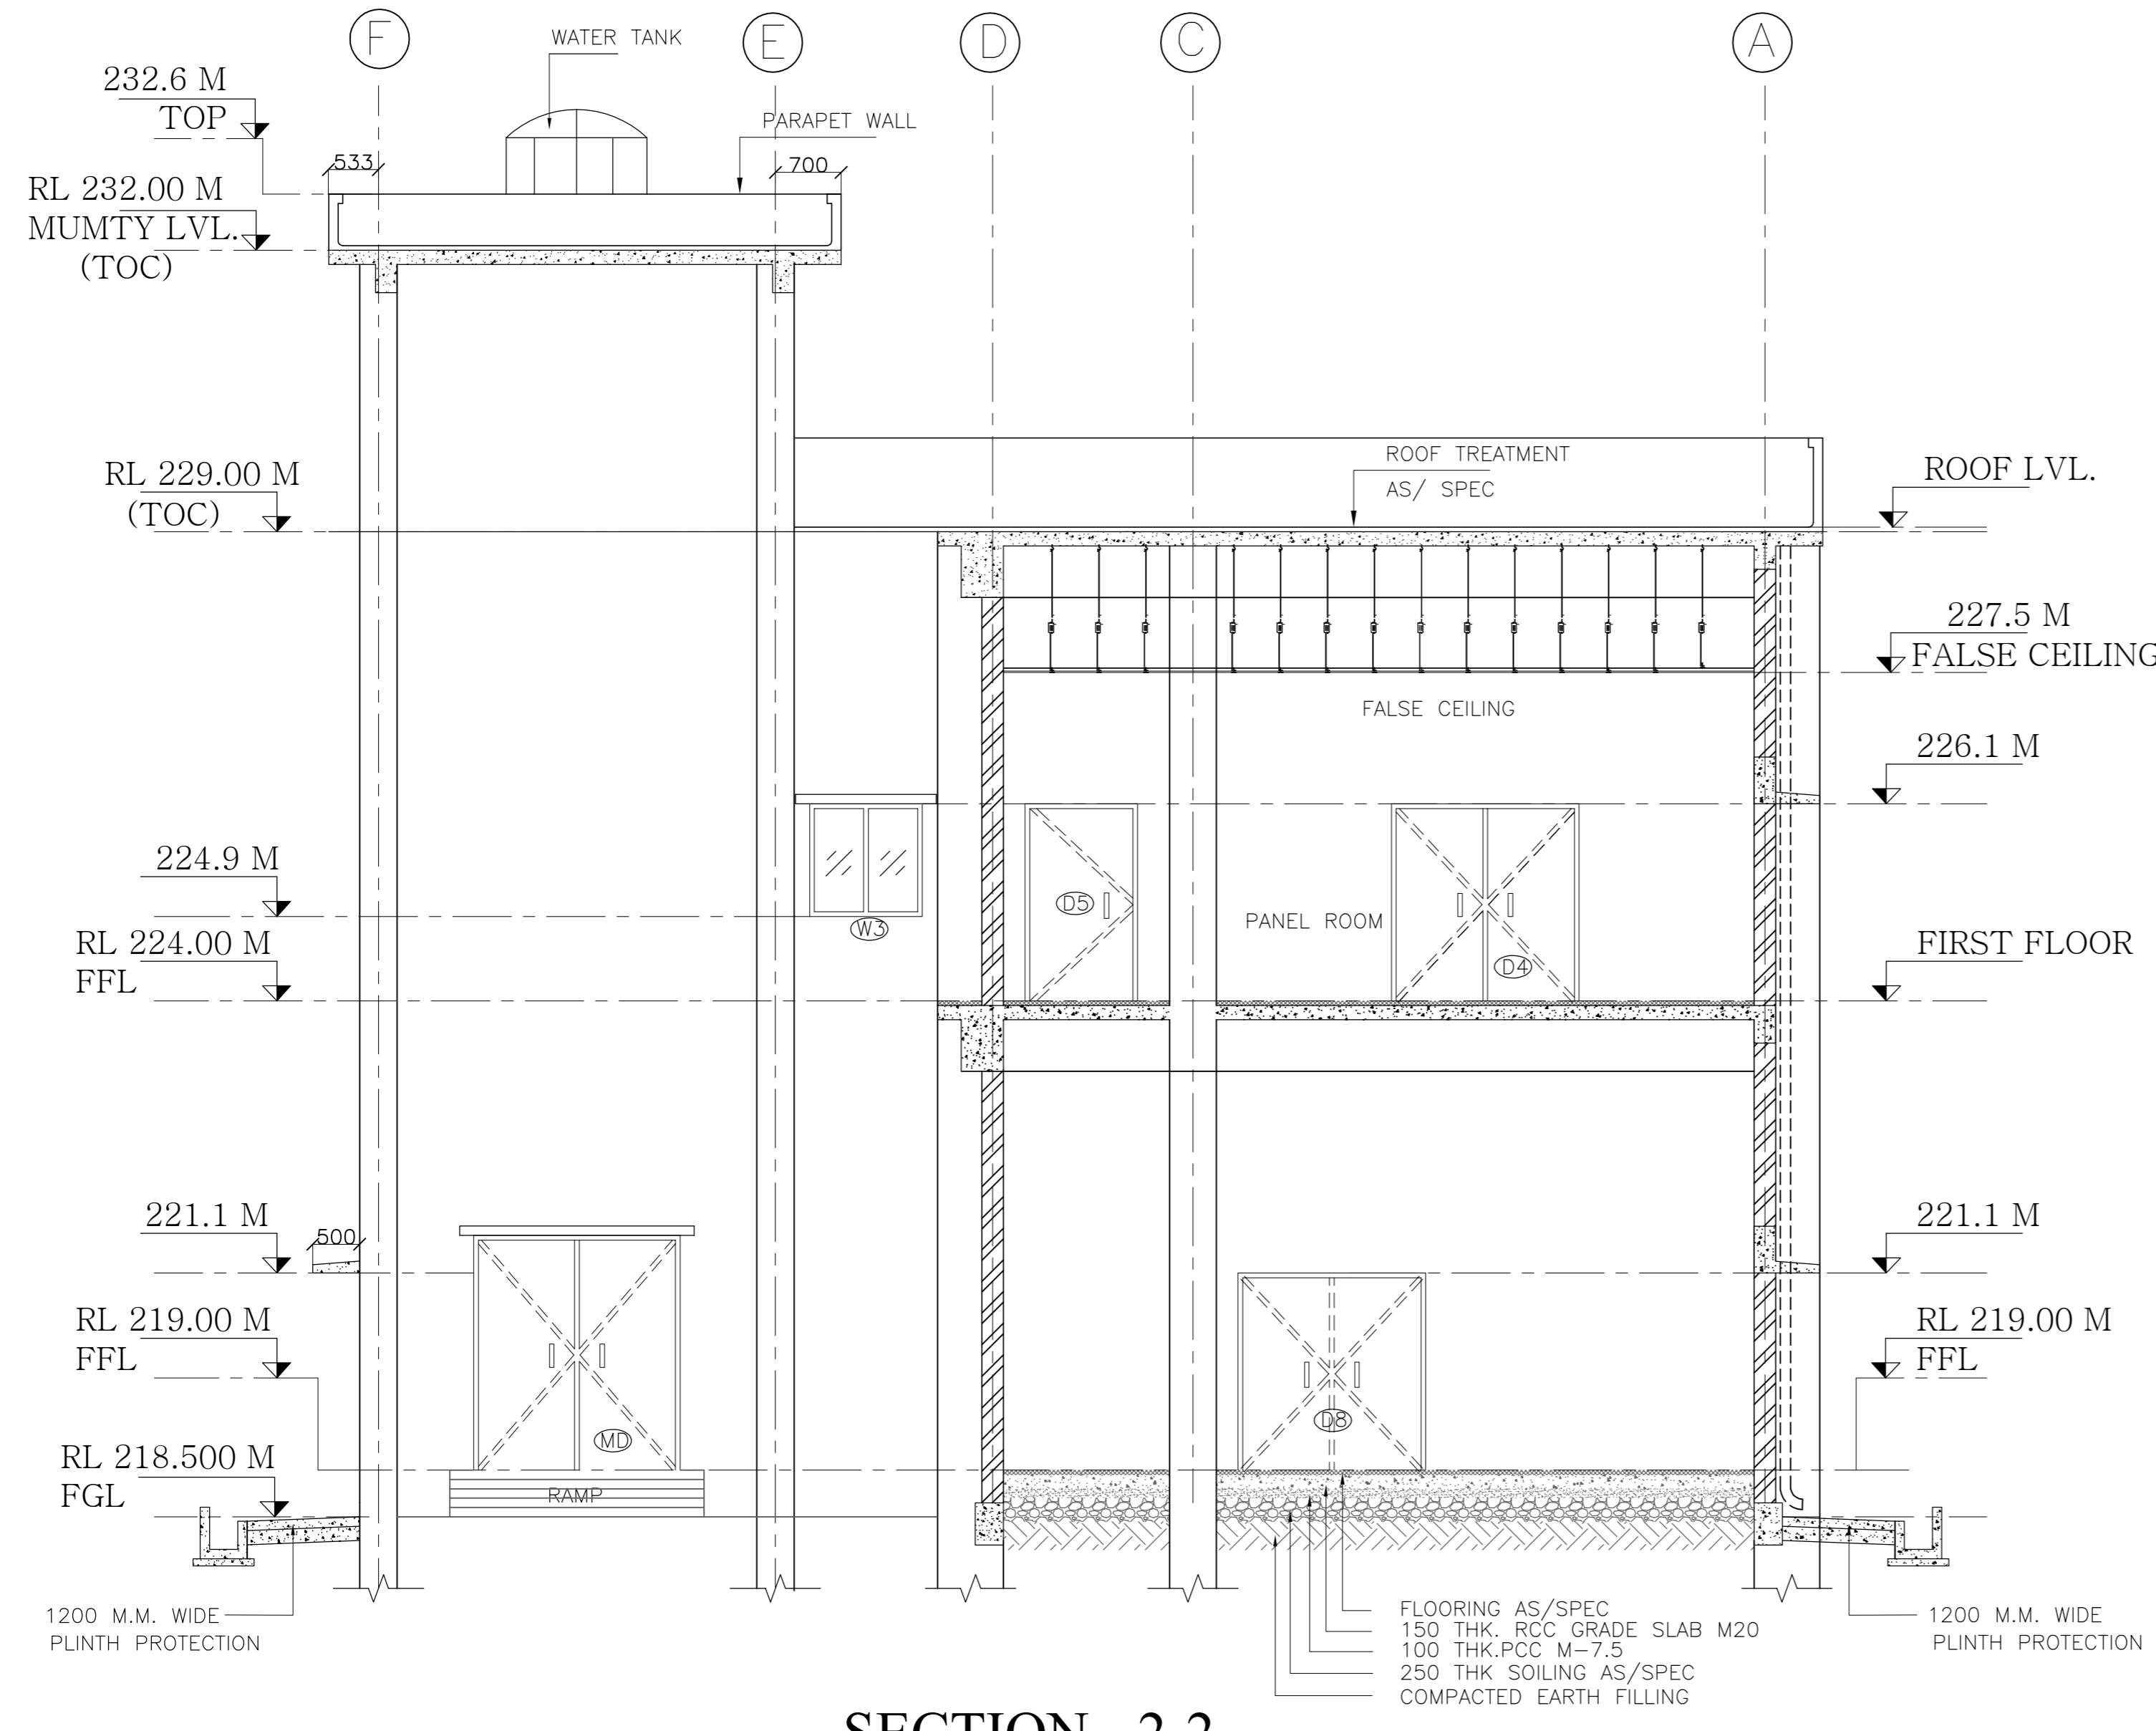 F
E
D
C
A
WATER TANK
232.6 M
TOP
PARAPET WALL
533
700
RL 232.00 M
MUMTY LVL.
(TOC)
ROOF TREATMENT
AS/ SPEC
RL 229.00 M
(TOC)
ROOF LVL.
227.5 M
FALSE CEILING
FALSE CEILING
226.1 M
224.9 M
D5
W3
PANEL ROOM
D4
RL 224.00 M
FFL
FIRST FLOOR
221.1 M
500
221.1 M
RL 219.00 M
FFL
RL 219.00 M
FFL
D8
MD
RL 218.500 M
FGL
RAMP
1200 M.M. WIDE
PLINTH PROTECTION
FLOORING AS/SPEC
150 THK. RCC GRADE SLAB M20
100 THK.PCC M-7.5
250 THK SOILING AS/SPEC
COMPACTED EARTH FILLING
1200 M.M. WIDE
PLINTH PROTECTION
SECTION - 2-2